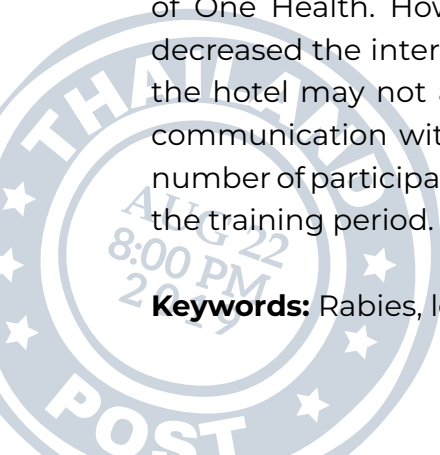 of One Health. How
decreased the inter
the hotel may not
communication wit
number of participa
the training period.
Keywords: Rabies,
THAILAND
AUG 22
8:00 PM
2019
POST